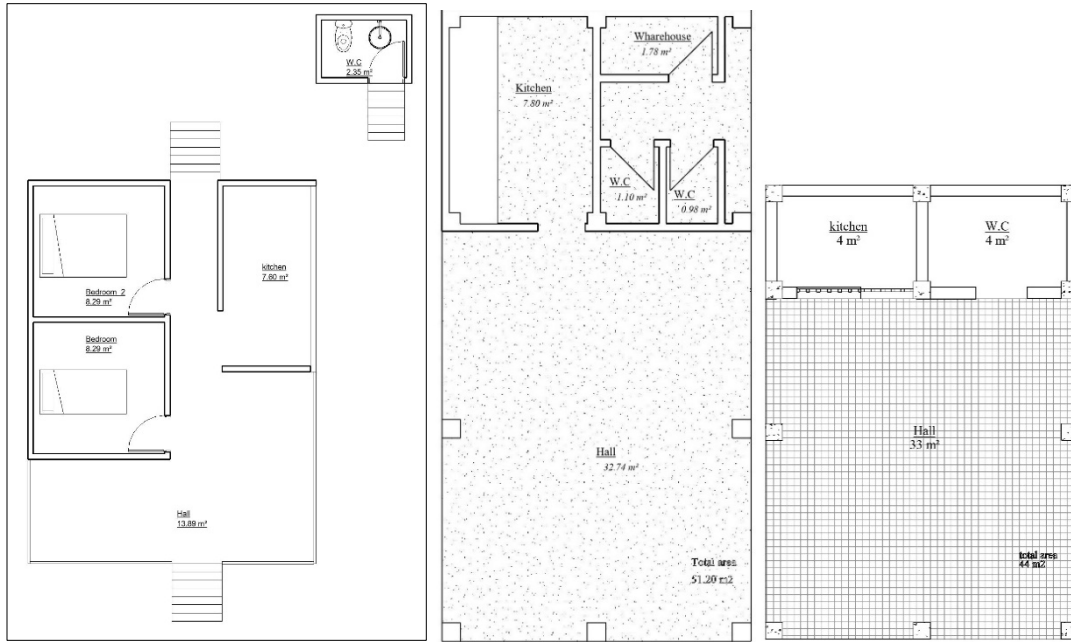 W.C
2.35 m²
Bedroom 2
8.29 m²
kitchen
7.60 m²
Bedroom
8.29 m²
Hall
13.89 m²
Wharehouse
1.78 m²
Kitchen
7.80 m²
W.C
1.10 m²
W.C
0.98 m²
Hall
32.74 m²
Total area
51.20 m2
kitchen
4 m²
W.C
4 m²
Hall
33 m²
total area
44 m2